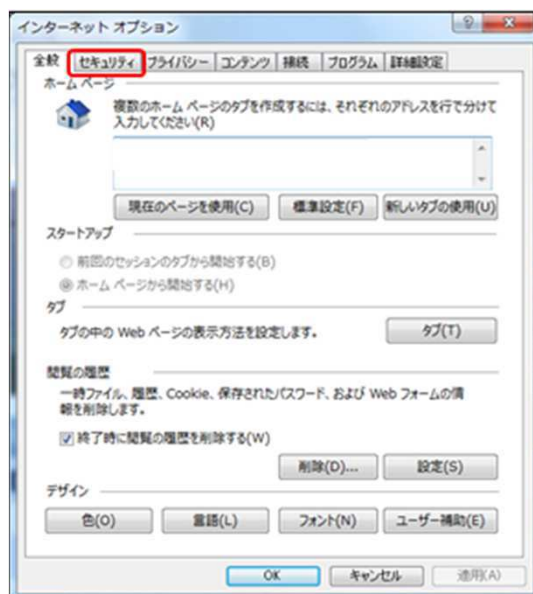 インターネット オプション
全般 セキュリティ プライバシー コンテンツ 接続 プログラム 詳細設定
ホーム ページ
複数のホーム ページのタブを作成するには、それぞれのアドレスを行で分けて
入力してください(R)
現在のページを使用(C) 標準設定(F) 新しいタブの使用(U)
スタートアップ
前回のセッションのタブから開始する(B)
ホーム ページから開始する(H)
タブ
タブの中の Web ページの表示方法を設定します。 タブ(T)
閲覧の履歴
一時ファイル、履歴、Cookie、保存されたパスワード、および Web フォームの情
報を削除します。
終了時に閲覧の履歴を削除する(W)
削除(D)... 設定(S)
デザイン
色(O) 言語(L) フォント(N) ユーザー補助(E)
OK キャンセル 適用(A)